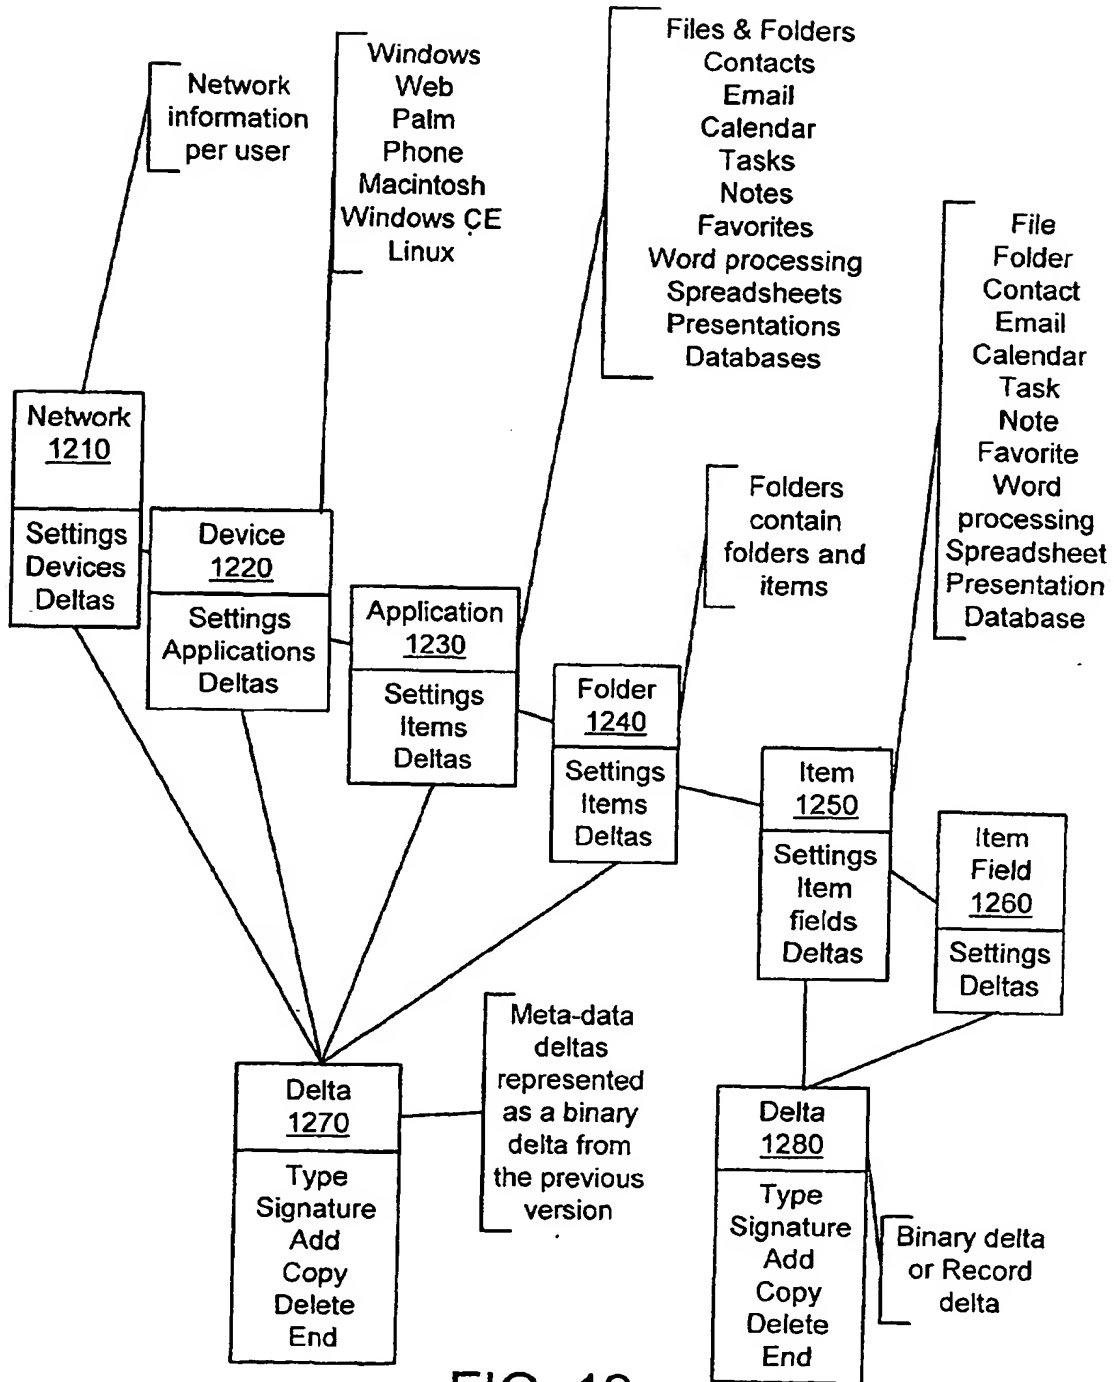 Network
information
per user
Windows
Web
Palm
Phone
Macintosh
Windows CE
Linux
Files & Folders
Contacts
Email
Calendar
Tasks
Notes
Favorites
Word processing
Spreadsheets
Presentations
Databases
File
Folder
Contact
Email
Calendar
Task
Note
Favorite
Word
processing
Spreadsheet
Presentation
Database
Folders
contain
folders and
items
Network
1210
Settings
Devices
Deltas
Device
1220
Settings
Applications
Deltas
Application
1230
Settings
Items
Deltas
Folder
1240
Settings
Items
Deltas
Item
1250
Settings
Item
fields
Deltas
Item
Field
1260
Settings
Deltas
Delta
1270
Type
Signature
Add
Copy
Delete
End
Meta-data
deltas
represented
as a binary
delta from
the previous
version
Delta
1280
Type
Signature
Add
Copy
Delete
End
Binary delta
or Record
delta